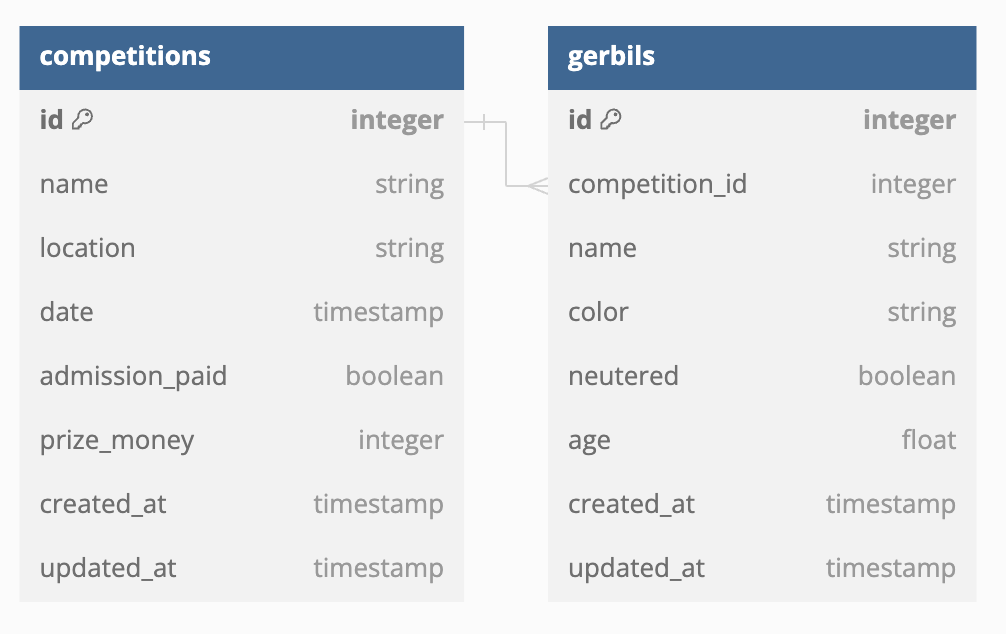 competitions
id integer
name string
location string
date timestamp
admission_paid boolean
prize_money integer
created_at timestamp
updated_at timestamp
gerbils
id integer
competition_id integer
name string
color string
neutered boolean
age float
created_at timestamp
updated_at timestamp